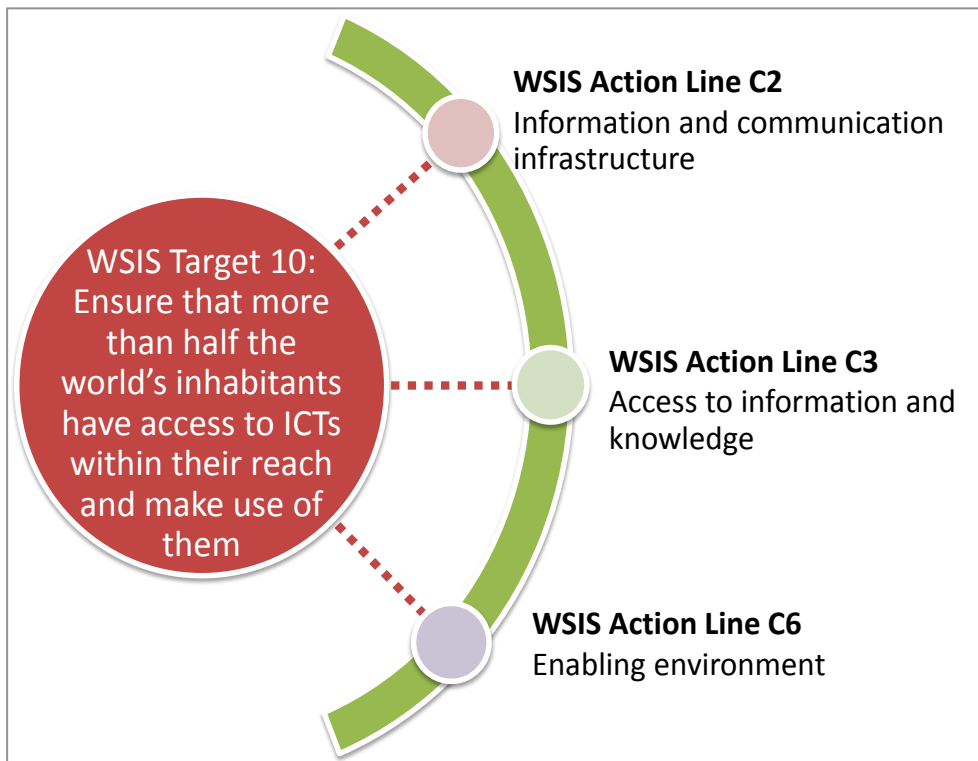 WSIS Target 10:
Ensure that more
than half the
world’s inhabitants
have access to ICTs
within their reach
and make use of
them
WSIS Action Line C2
Information and communication
infrastructure
WSIS Action Line C3
Access to information and
knowledge
WSIS Action Line C6
Enabling environment